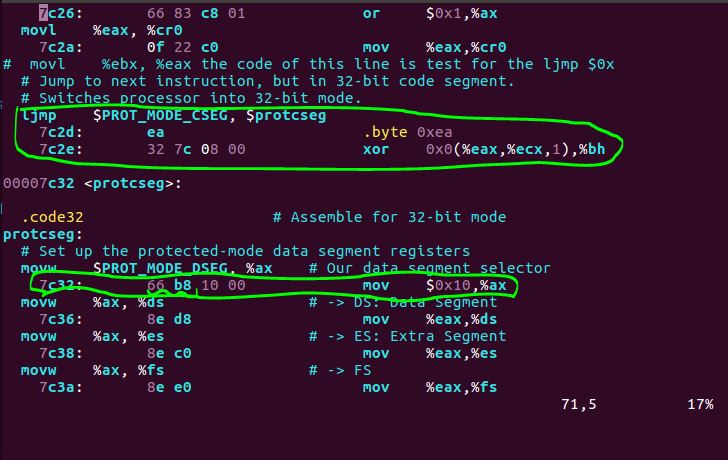 7c26: 66 83 c8 01 or $0x1,%ax
movl %eax, %cr0
7c2a: 0f 22 c0 mov %eax,%cr0
# movl %ebx, %eax the code of this line is test for the ljmp $0x
# Jump to next instruction, but in 32-bit code segment.
# Switches processor into 32-bit mode.
ljmp $PROT_MODE_CSEG, $protcseg
7c2d: ea .byte 0xea
7c2e: 32 7c 08 00 xor 0x0(%eax,%ecx,1),%bh
00007c32 <protcseg>:
.code32 # Assemble for 32-bit mode
protcseg:
# Set up the protected-mode data segment registers
movw $PROT_MODE_DSEG, %ax # Our data segment selector
7c32: 66 b8 10 00 mov $0x10,%ax
movw %ax, %ds # -> DS: Data Segment
7c36: 8e d8 mov %eax,%ds
movw %ax, %es # -> ES: Extra Segment
7c38: 8e c0 mov %eax,%es
movw %ax, %fs # -> FS
7c3a: 8e e0 mov %eax,%fs
71,5 17%